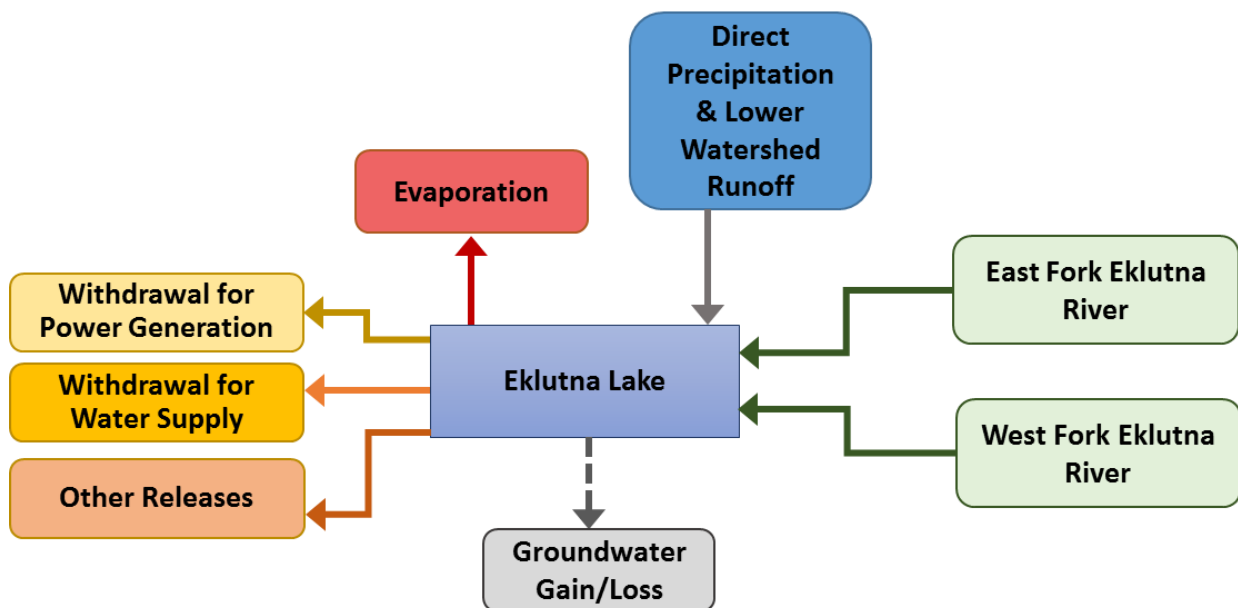 Direct
Precipitation
& Lower
Watershed
Runoff
Evaporation
East Fork Eklutna
River
Withdrawal for
Power Generation
Eklutna Lake
Withdrawal for
Water Supply
West Fork Eklutna
River
Other Releases
Groundwater
Gain/Loss